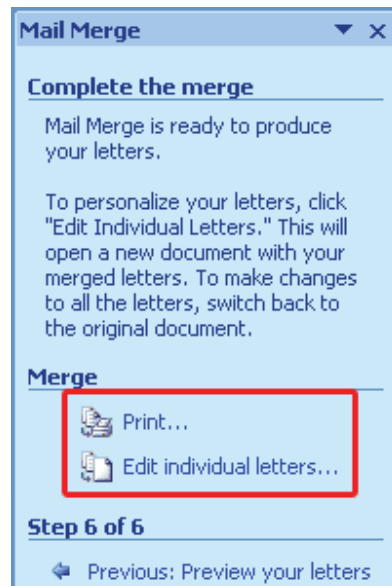 Mail Merge
Complete the merge
Mail Merge is ready to produce
your letters.
To personalize your letters, click
"Edit Individual Letters." This will
open a new document with your
merged letters. To make changes
to all the letters, switch back to
the original document.
Merge
Print...
Edit individual letters...
Step 6 of 6
Previous: Preview your letters